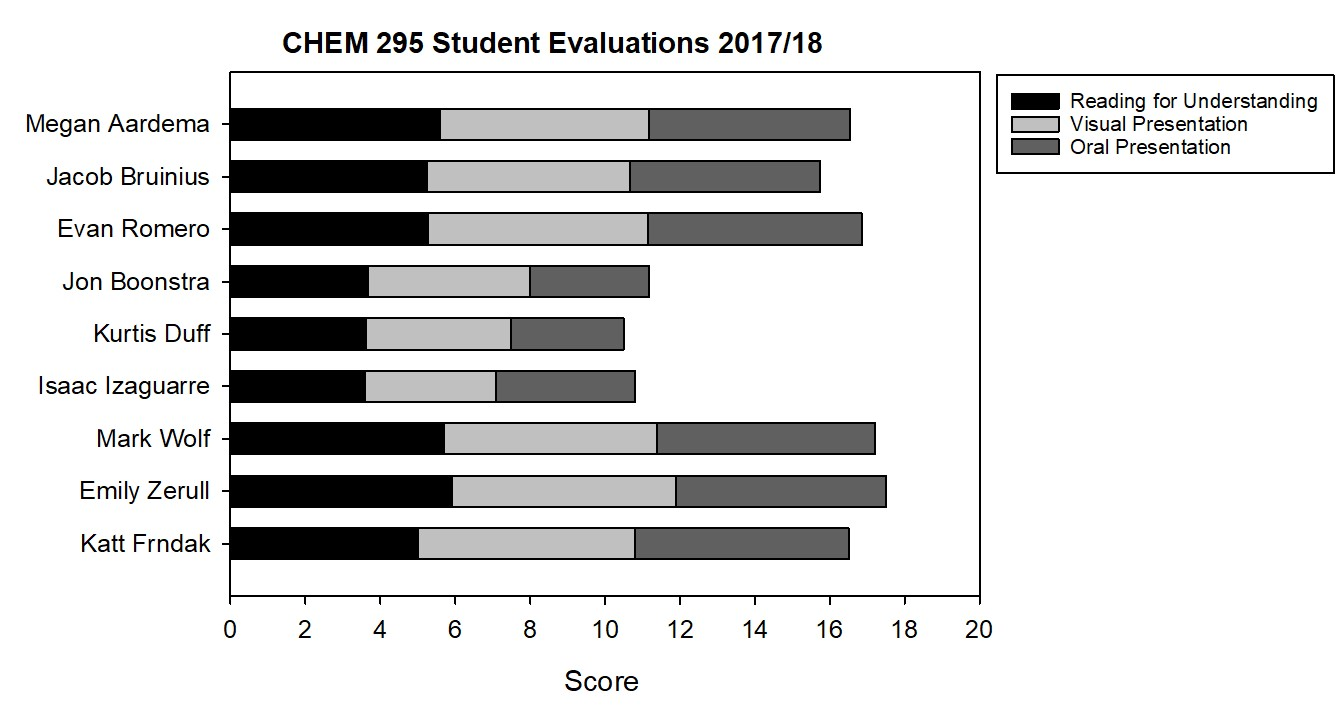 CHEM 295 Student Evaluations 2017/18
Reading for Understanding
Visual Presentation
Oral Presentation
Megan Aardema
Jacob Bruinius
Evan Romero
Jon Boonstra
Kurtis Duff
Isaac Izaguarre
Mark Wolf
Emily Zerull
Katt Frndak
0 2 4 6 8 10 12 14 16 18 20
Score